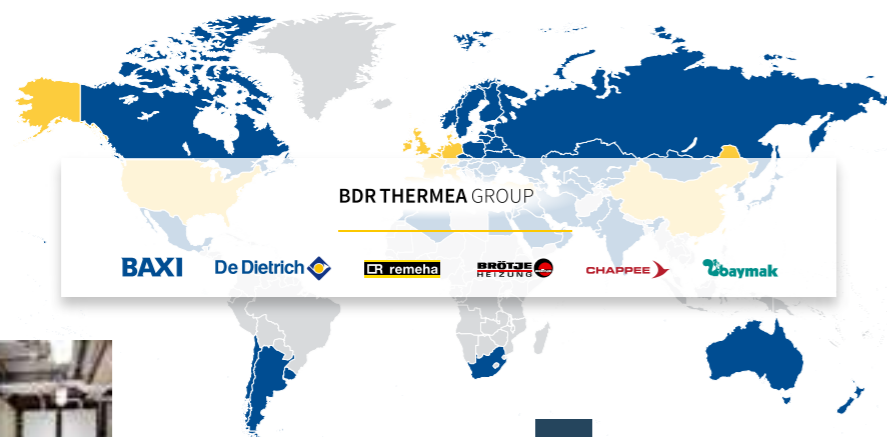 BDR THERMEA GROUP
BAXI De Dietrich remeha BRÖTJE HEIZUNG CHAPPEE baymak